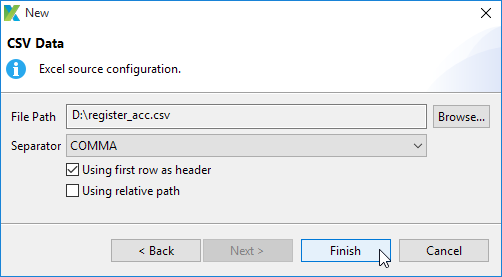 New
CSV Data
Excel source configuration.
File Path D:\register_acc.csv Browse...
Separator COMMA
Using first row as header
Using relative path
< Back Next > Finish Cancel